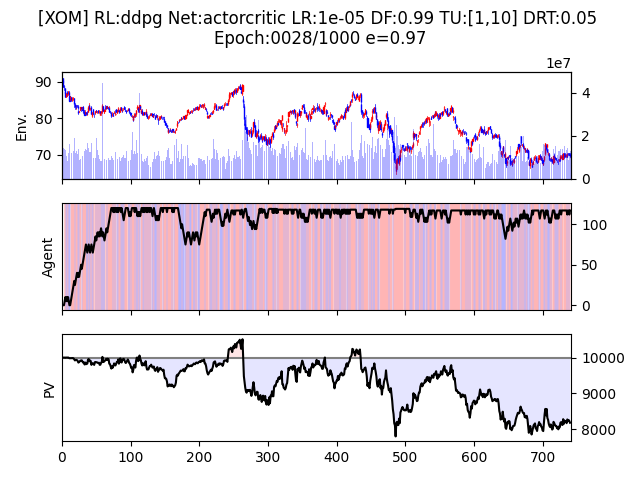 [XOM] RL:ddpg Net:actorcritic LR:1e-05 DF:0.99 TU:[1,10] DRT:0.05
Epoch:0028/1000 e=0.97
1e7
90
80
70
Env.
4
2
0
Agent
100
50
0
PV
10000
9000
8000
0 100 200 300 400 500 600 700